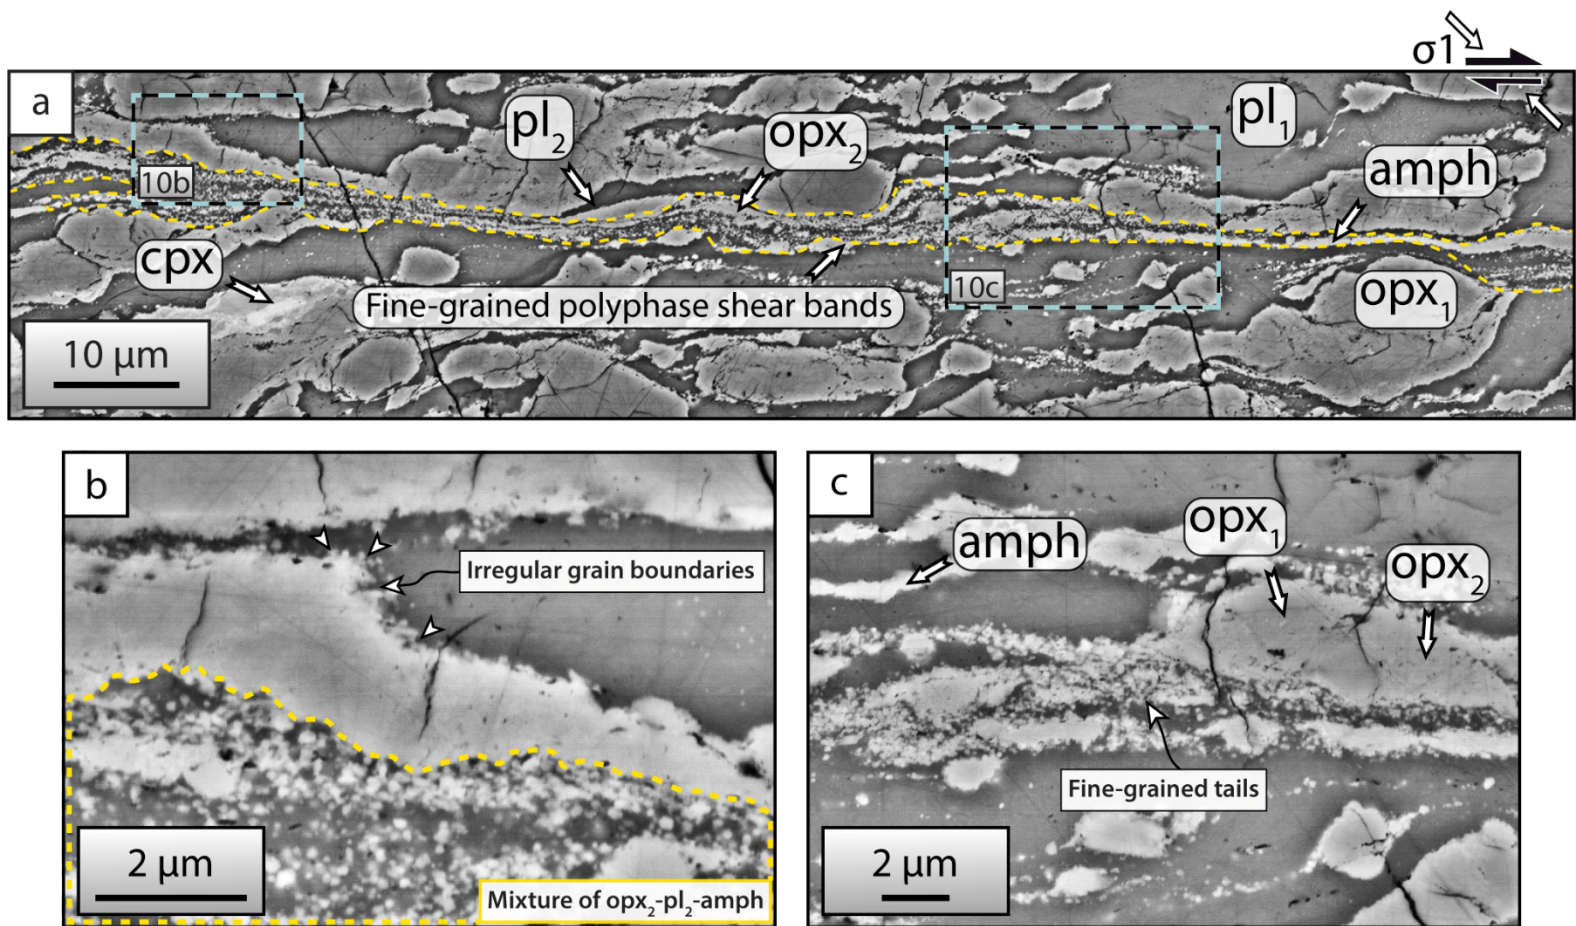 σ1
a
pl₂
opx₂
pl₁
amph
10b
cpx
10c
opx₁
Fine-grained polyphase shear bands
10 µm
b
Irregular grain boundaries
2 µm
Mixture of opx₂-pl₂-amph
c
amph
opx₁
opx₂
Fine-grained tails
2 µm